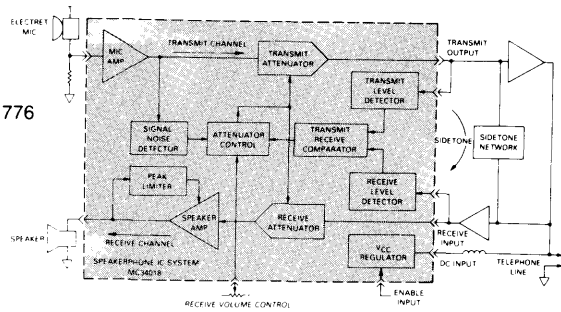 ELECTRET
MIC
MIC
AMP
TRANSMIT CHANNEL
TRANSMIT
ATTENUATOR
TRANSMIT
OUTPUT
776
TRANSMIT
LEVEL
DETECTOR
SIGNAL
NOISE
DETECTOR
ATTENUATOR
CONTROL
TRANSMIT
RECEIVE
COMPARATOR
SIDETONE
SIDETONE
NETWORK
PEAK
LIMITER
RECEIVE
LEVEL
DETECTOR
SPEAKER
SPEAKER
AMP
RECEIVE
ATTENUATOR
RECEIVE
INPUT
RECEIVE CHANNEL
SPEAKERPHONE IC SYSTEM
MC34018
VCC
REGULATOR
DC INPUT
TELEPHONE
LINE
RECEIVE VOLUME CONTROL
ENABLE
INPUT